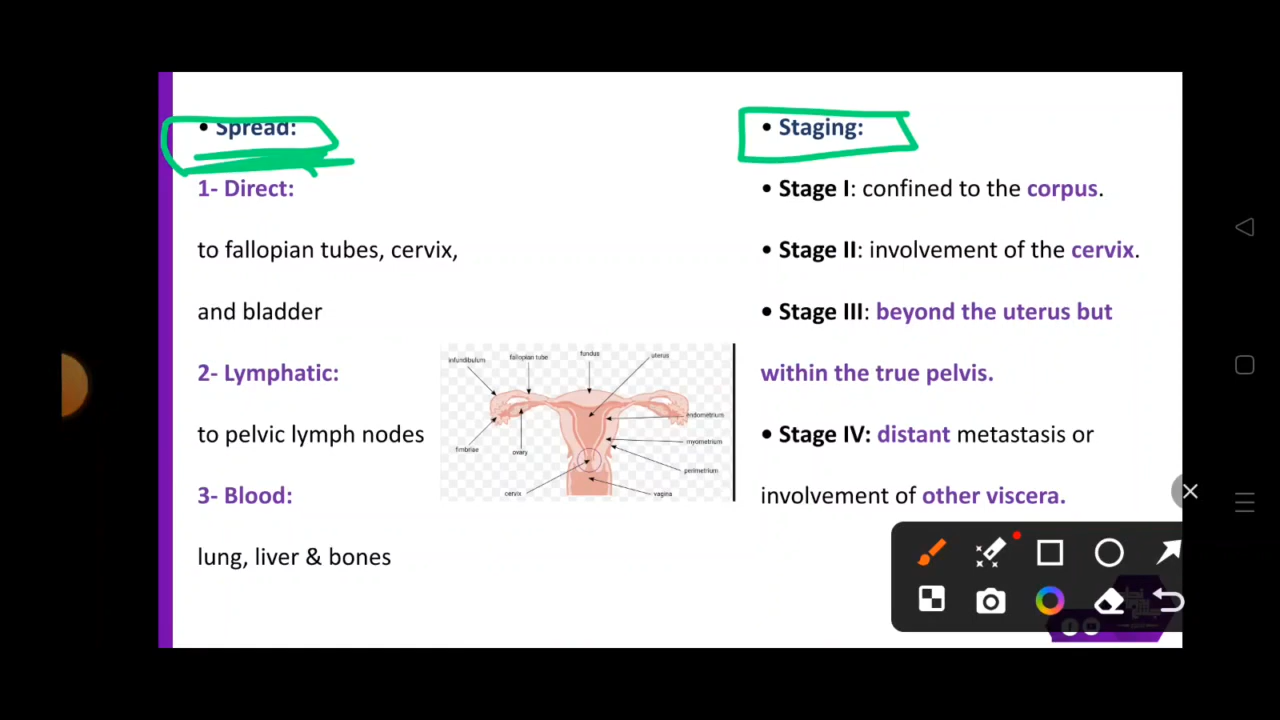 • Spread:
1- Direct:
to fallopian tubes, cervix,
and bladder
2- Lymphatic:
to pelvic lymph nodes
3- Blood:
lung, liver & bones
infundibulum
fallopian tube
fundus
uterus
endometrium
myometrium
perimetrium
fimbriae
ovary
cervix
vagina
• Staging:
• Stage I: confined to the corpus.
• Stage II: involvement of the cervix.
• Stage III: beyond the uterus but
within the true pelvis.
• Stage IV: distant metastasis or
involvement of other viscera.